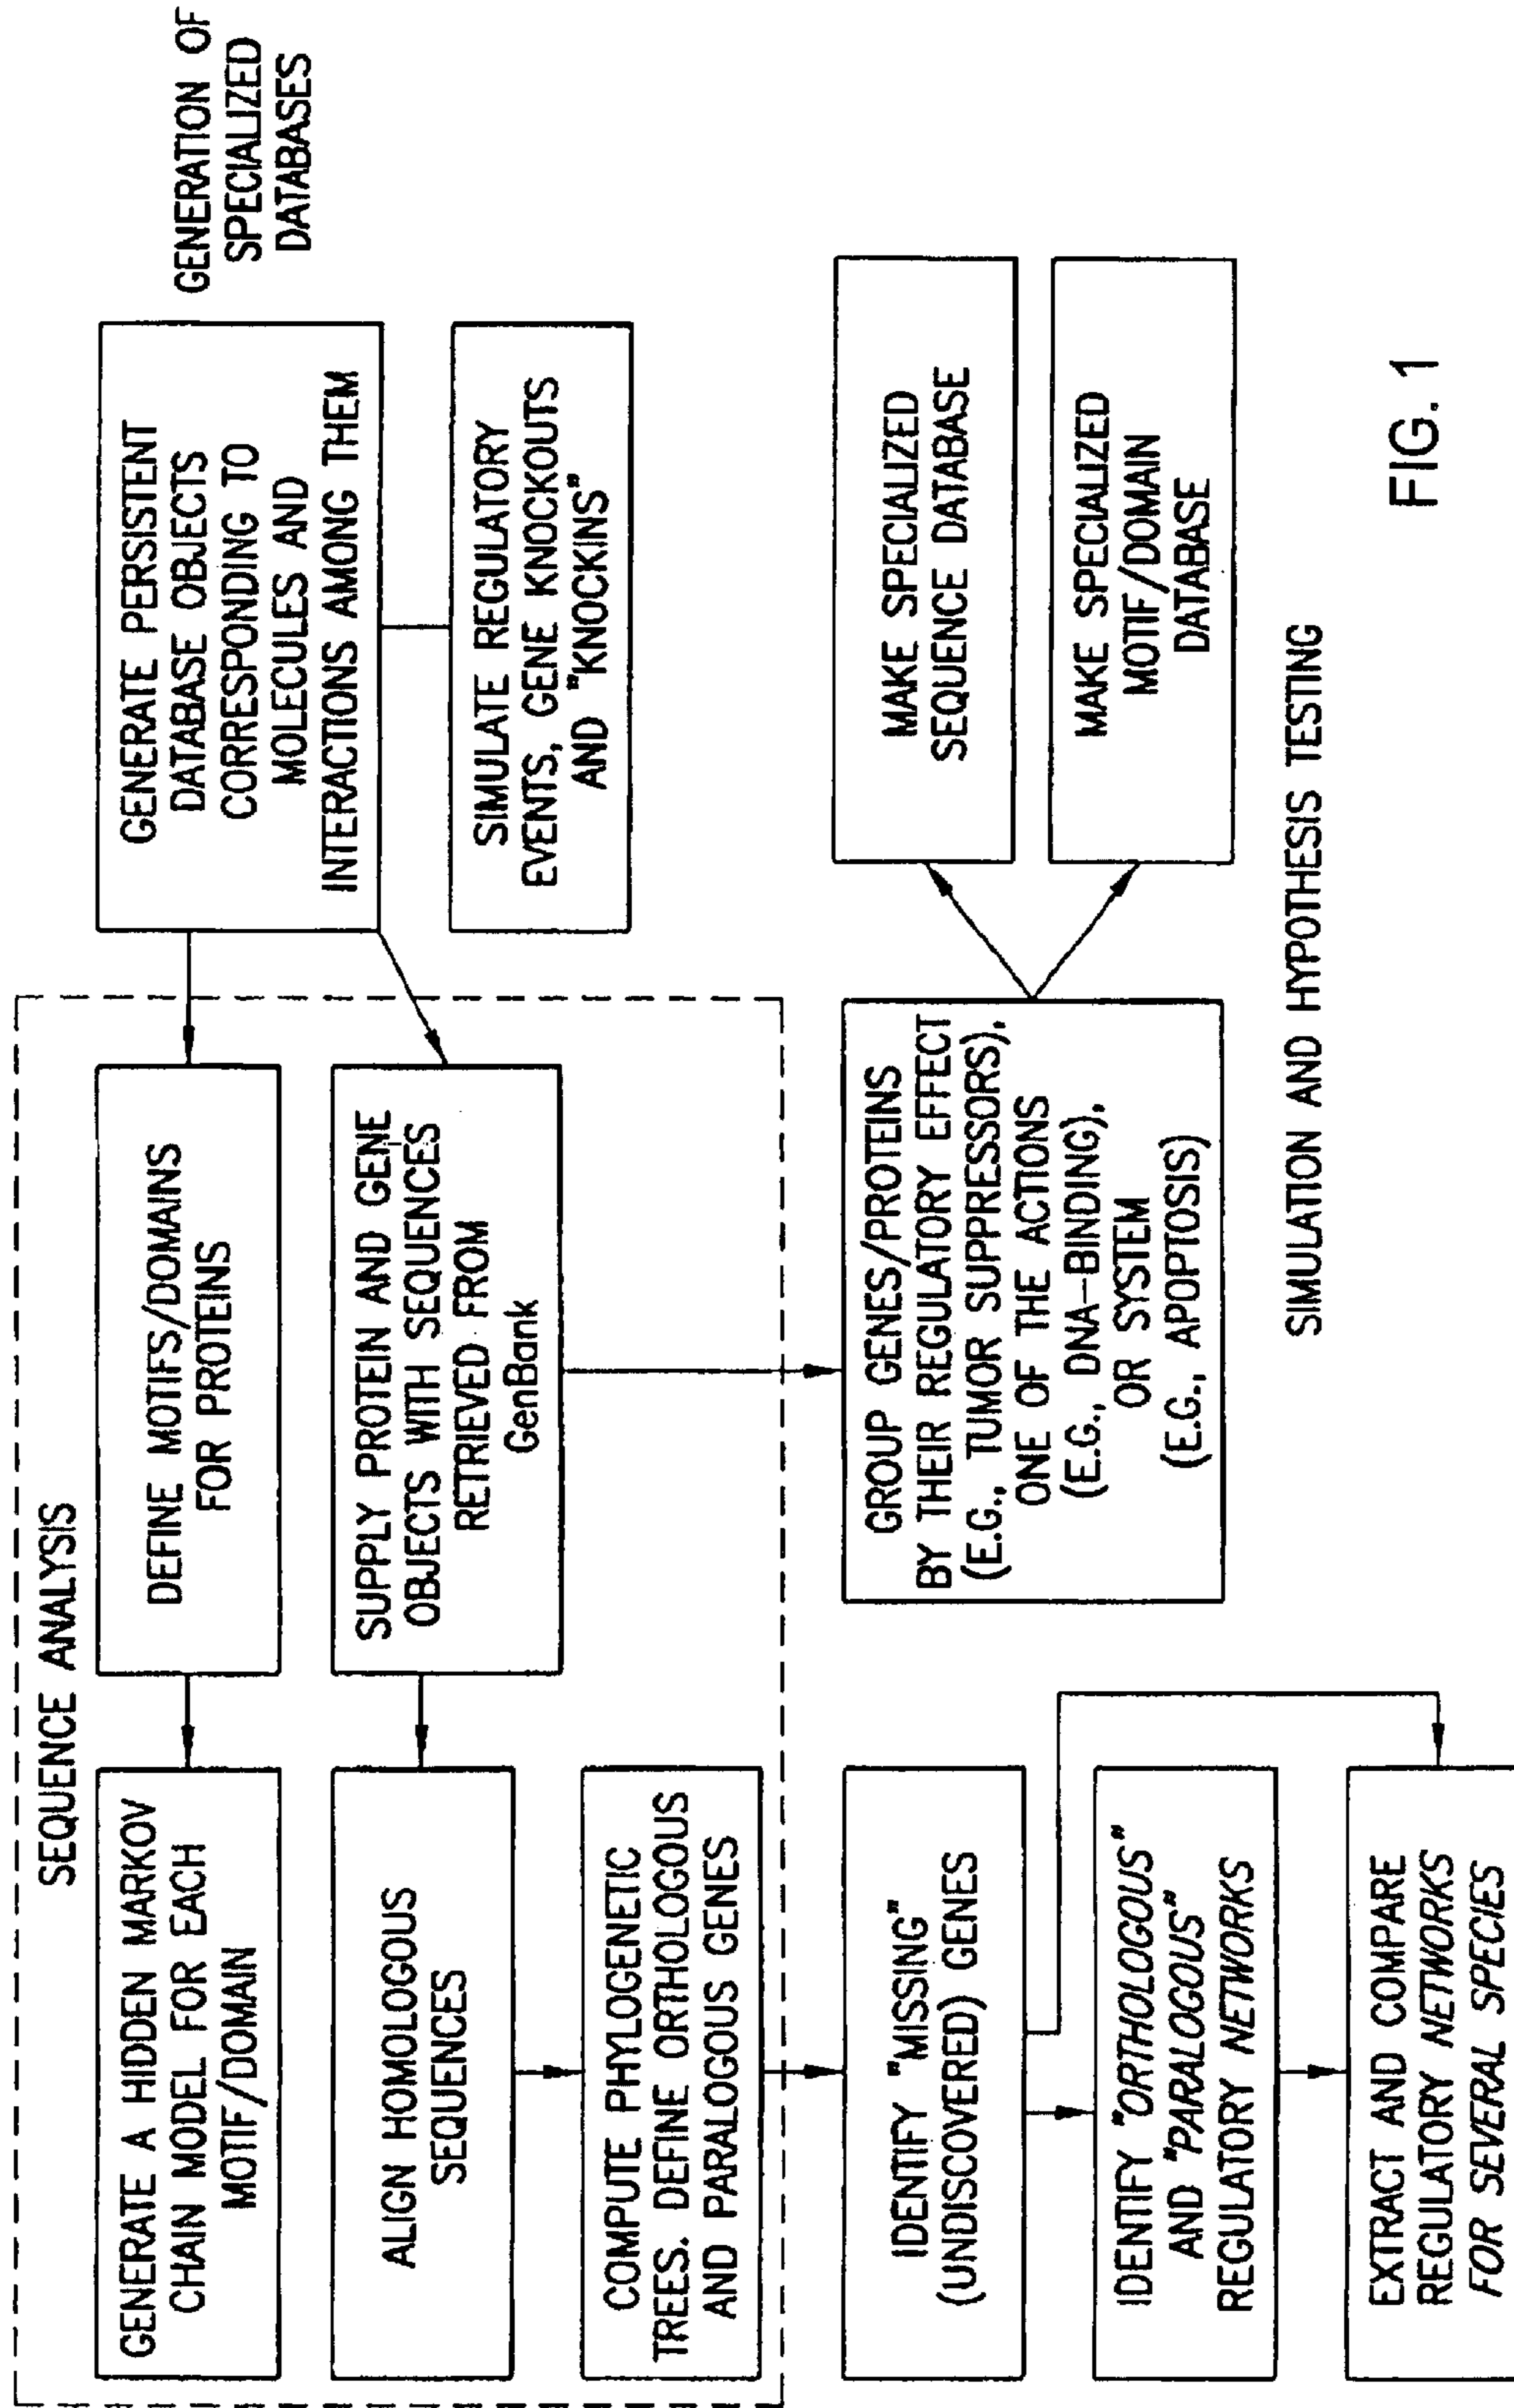 SEQUENCE ANALYSIS
GENERATE A HIDDEN MARKOV
CHAIN MODEL FOR EACH
MOTIF/DOMAIN
DEFINE MOTIFS/DOMAINS
FOR PROTEINS
GENERATE PERSISTENT
DATABASE OBJECTS
CORRESPONDING TO
MOLECULES AND
INTERACTIONS AMONG THEM
GENERATION OF
SPECIALIZED
DATABASES
ALIGN HOMOLOGOUS
SEQUENCES
SUPPLY PROTEIN AND GENE
OBJECTS WITH SEQUENCES
RETRIEVED FROM
GenBank
SIMULATE REGULATORY
EVENTS, GENE KNOCKOUTS
AND "KNOCKINS"
COMPUTE PHYLOGENETIC
TREES. DEFINE ORTHOLOGOUS
AND PARALOGOUS GENES
IDENTIFY "MISSING"
(UNDISCOVERED) GENES
GROUP GENES/PROTEINS
BY THEIR REGULATORY EFFECT
(E.G., TUMOR SUPPRESSORS),
ONE OF THE ACTIONS
(E.G., DNA-BINDING),
OR SYSTEM
(E.G., APOPTOSIS)
MAKE SPECIALIZED
SEQUENCE DATABASE
MAKE SPECIALIZED
MOTIF/DOMAIN
DATABASE
IDENTIFY "ORTHOLOGOUS"
AND "PARALOGOUS"
REGULATORY NETWORKS
SIMULATION AND HYPOTHESIS TESTING
EXTRACT AND COMPARE
REGULATORY NETWORKS
FOR SEVERAL SPECIES
FIG. 1